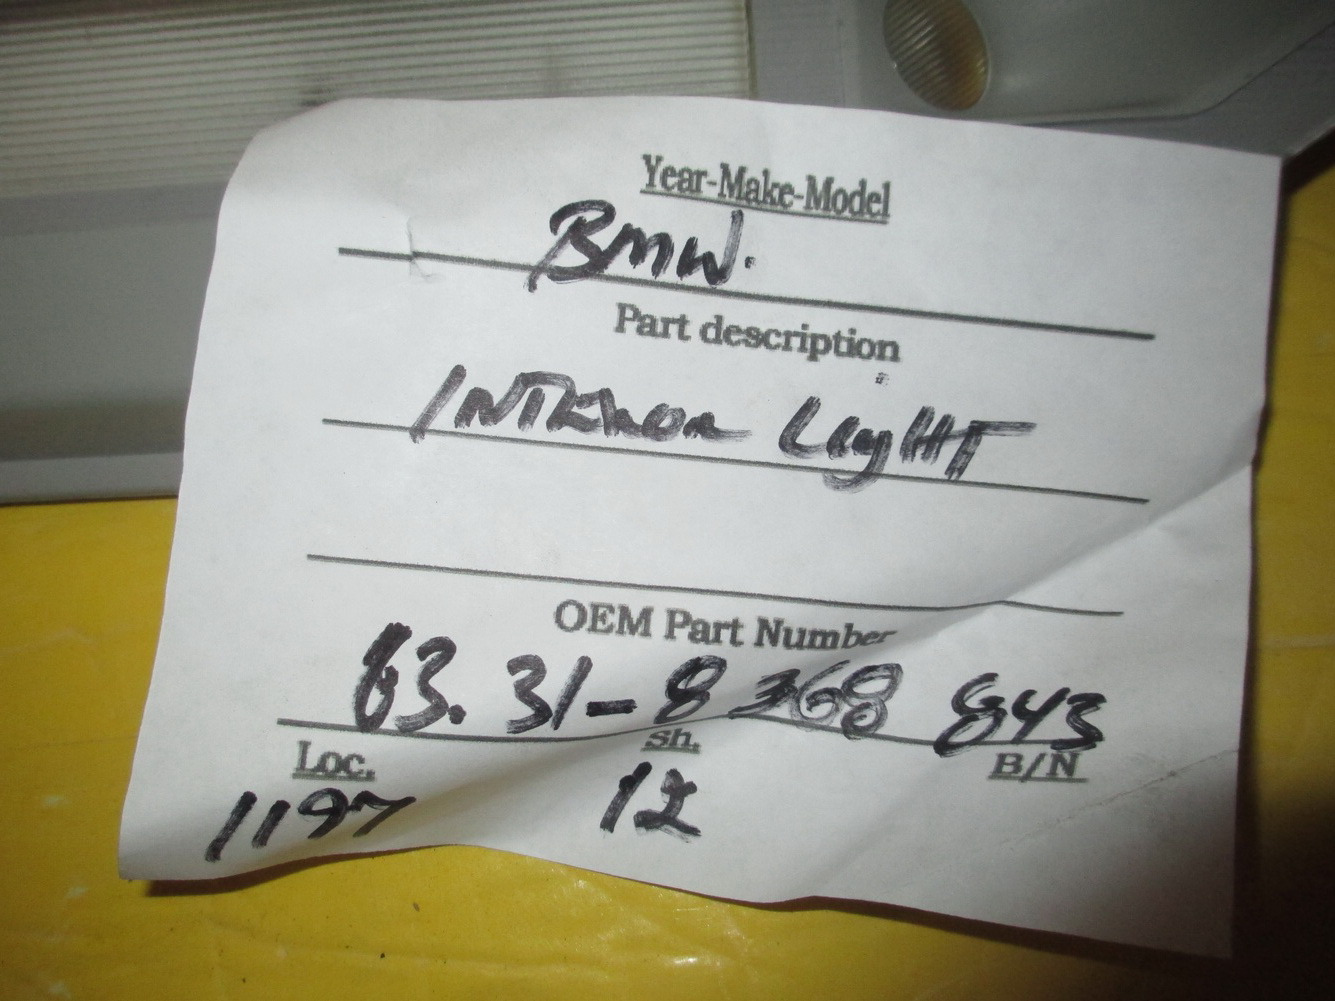 Year-Make-Model
BMW.
Part description
INTERIOR LIgHT
OEM Part Number
63.31-8 368 843
Loc. Sh. B/N
1197 12